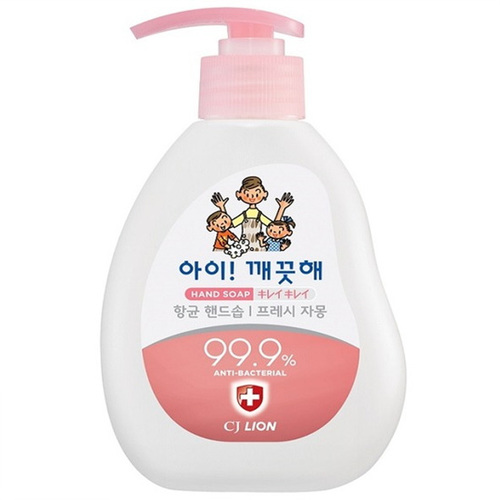 아이! 깨끗해
HAND SOAP キレイキレイ
항균 핸드솝 | 프레시 자몽
99.9%
ANTI-BACTERIAL
CJ LION